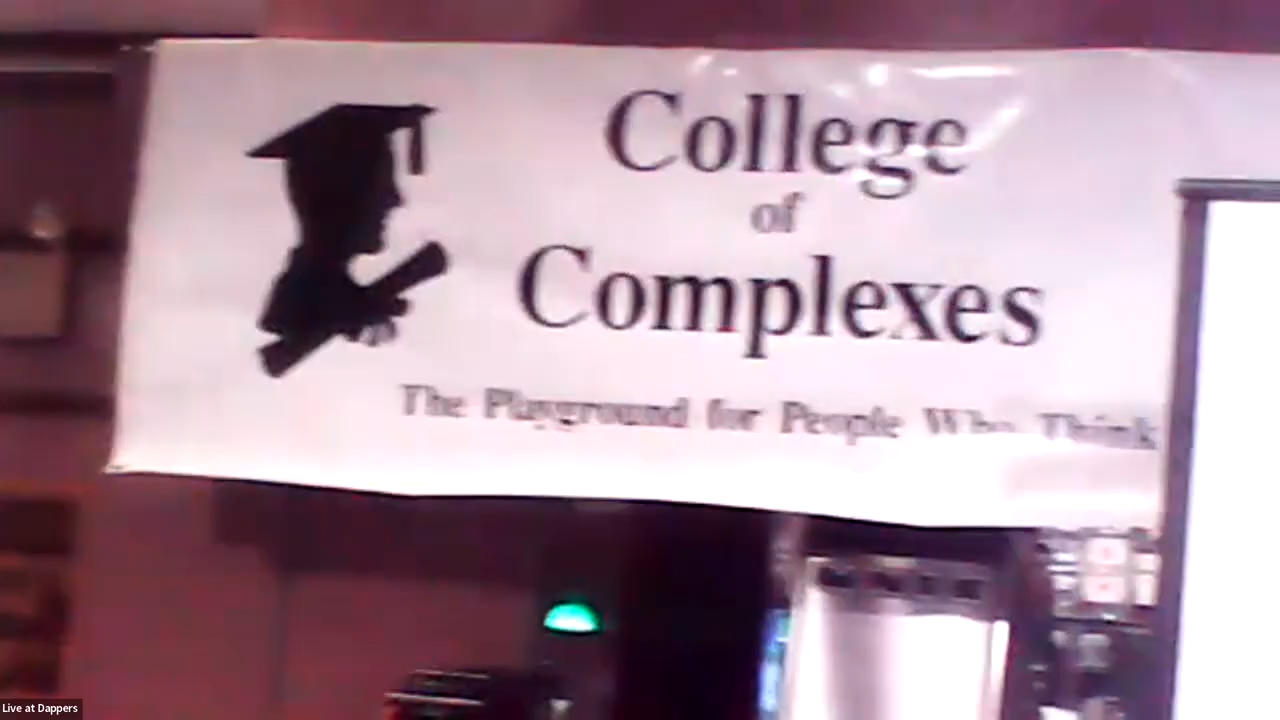 College
of
Complexes
The Playground for People Who Think
Live at Dappers